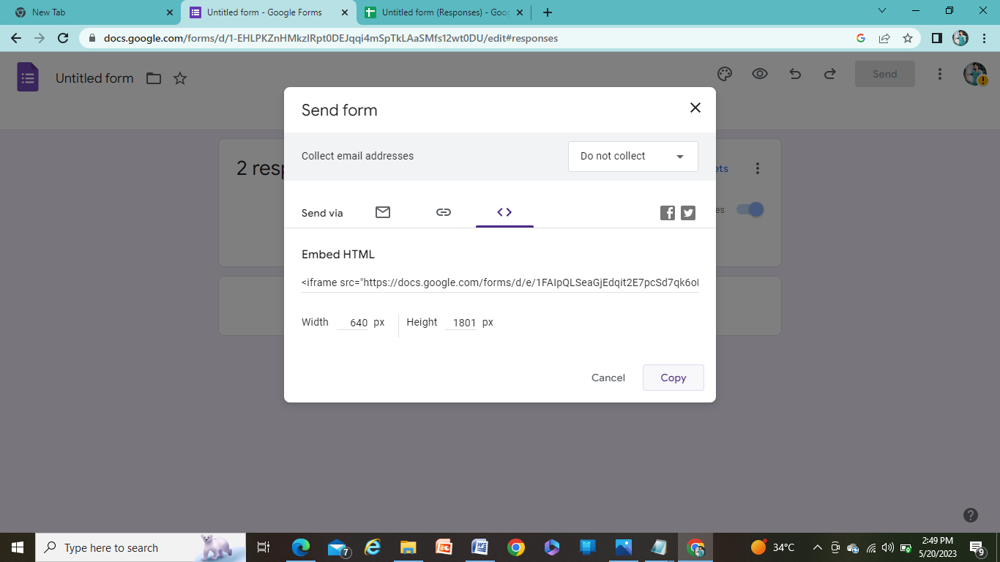 New Tab
Untitled form - Google Forms
Untitled form (Responses) - Goog
docs.google.com/forms/d/1-EHLPKZnHMkzIRpt0DEJqqi4mSpTkLAaSMfs12wt0DU/edit#responses
Untitled form
Send
Send form
Collect email addresses
Do not collect
2 resp
ets
es
Send via
Embed HTML
<iframe src="https://docs.google.com/forms/d/e/1FAIpQLSeaGjEdqit2E7pcSd7qk6ol
Width 640 px Height 1801 px
Cancel
Copy
Type here to search
7
34°C
2:49 PM
5/20/2023
9